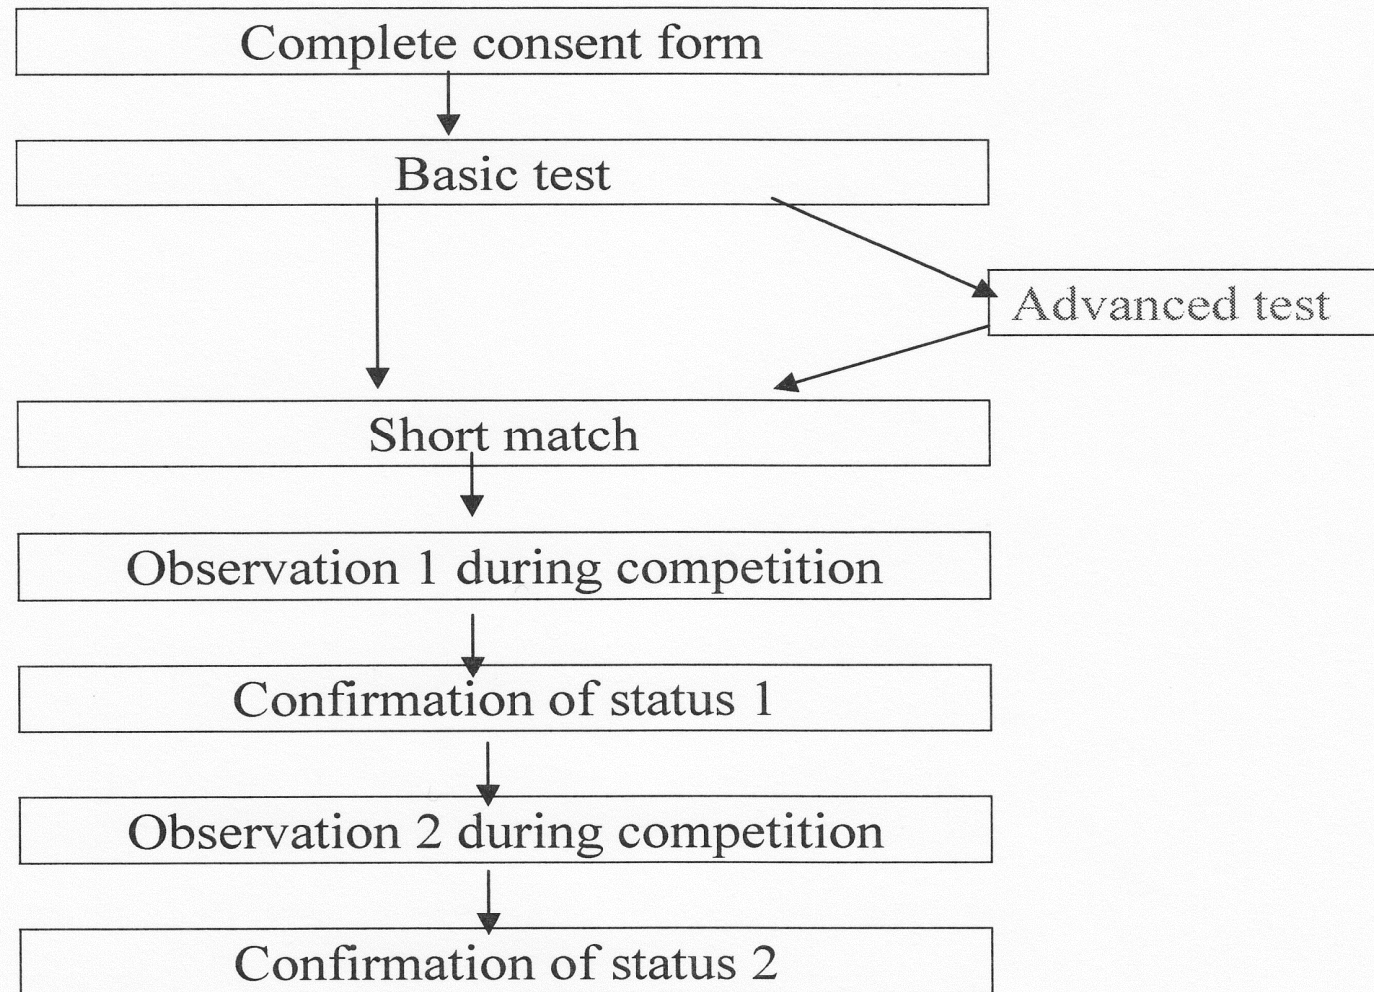 Complete consent form
Basic test
Advanced test
Short match
Observation 1 during competition
Confirmation of status 1
Observation 2 during competition
Confirmation of status 2